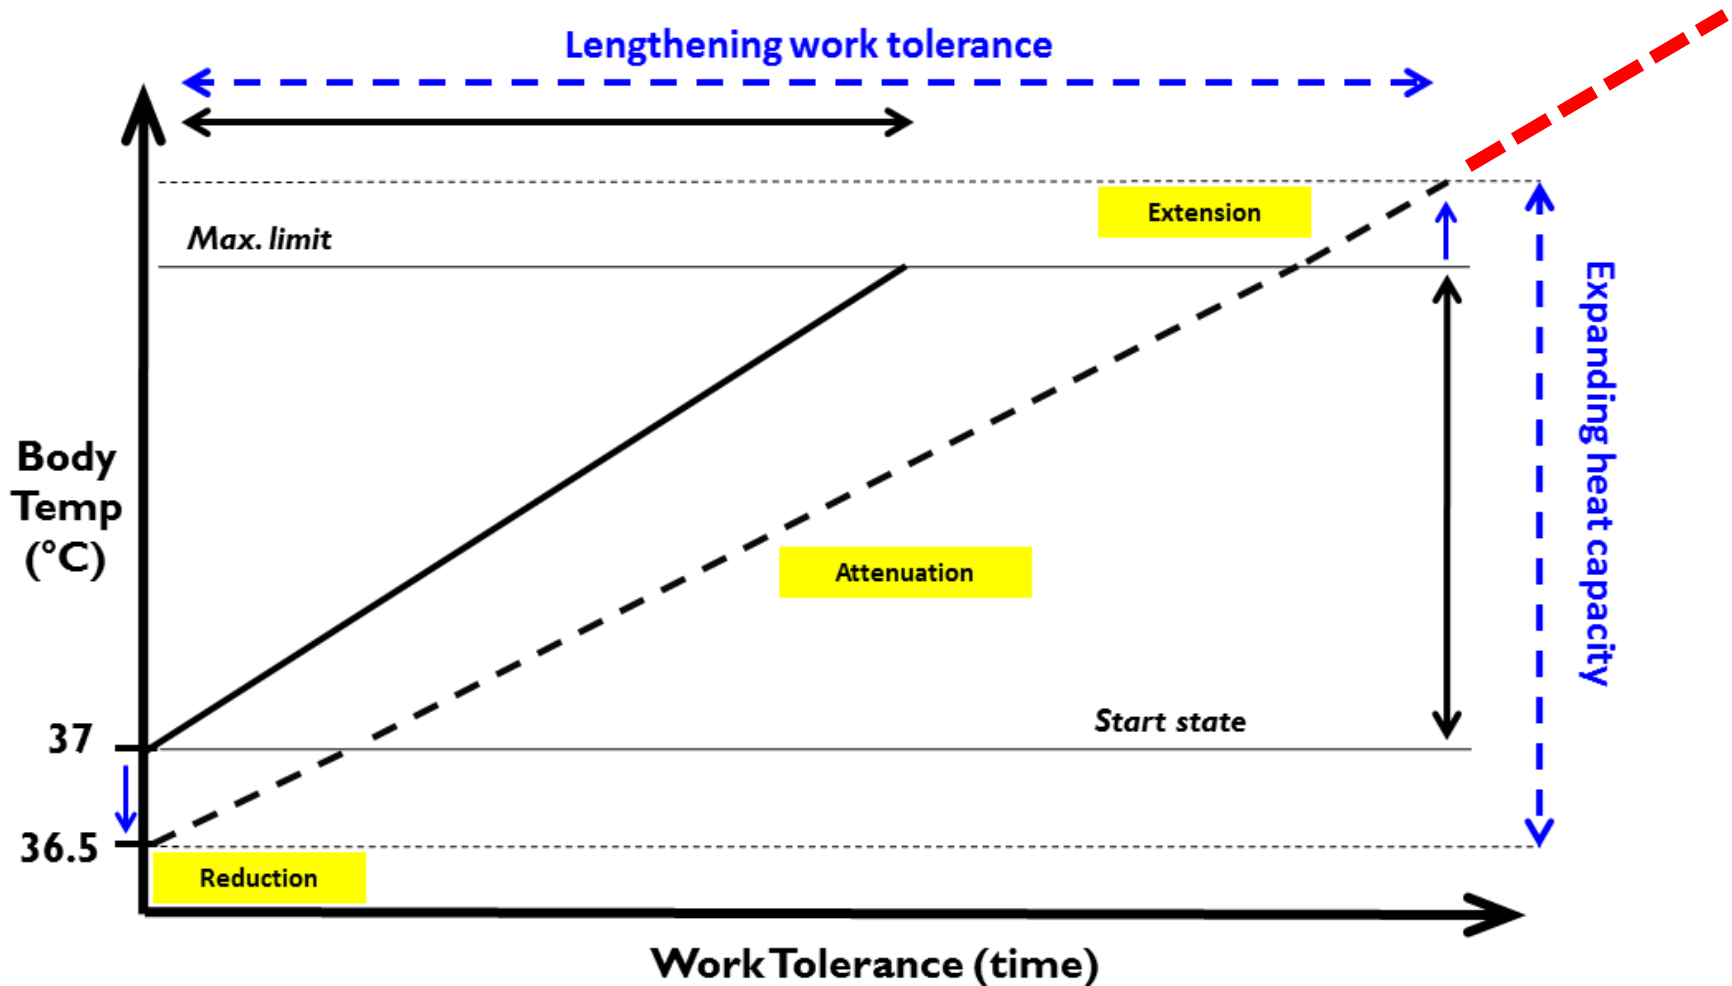 Lengthening work tolerance
Extension
Max. limit
Expanding heat capacity
Body
Temp
(°C)
Attenuation
Start state
37
36.5
Reduction
Work Tolerance (time)